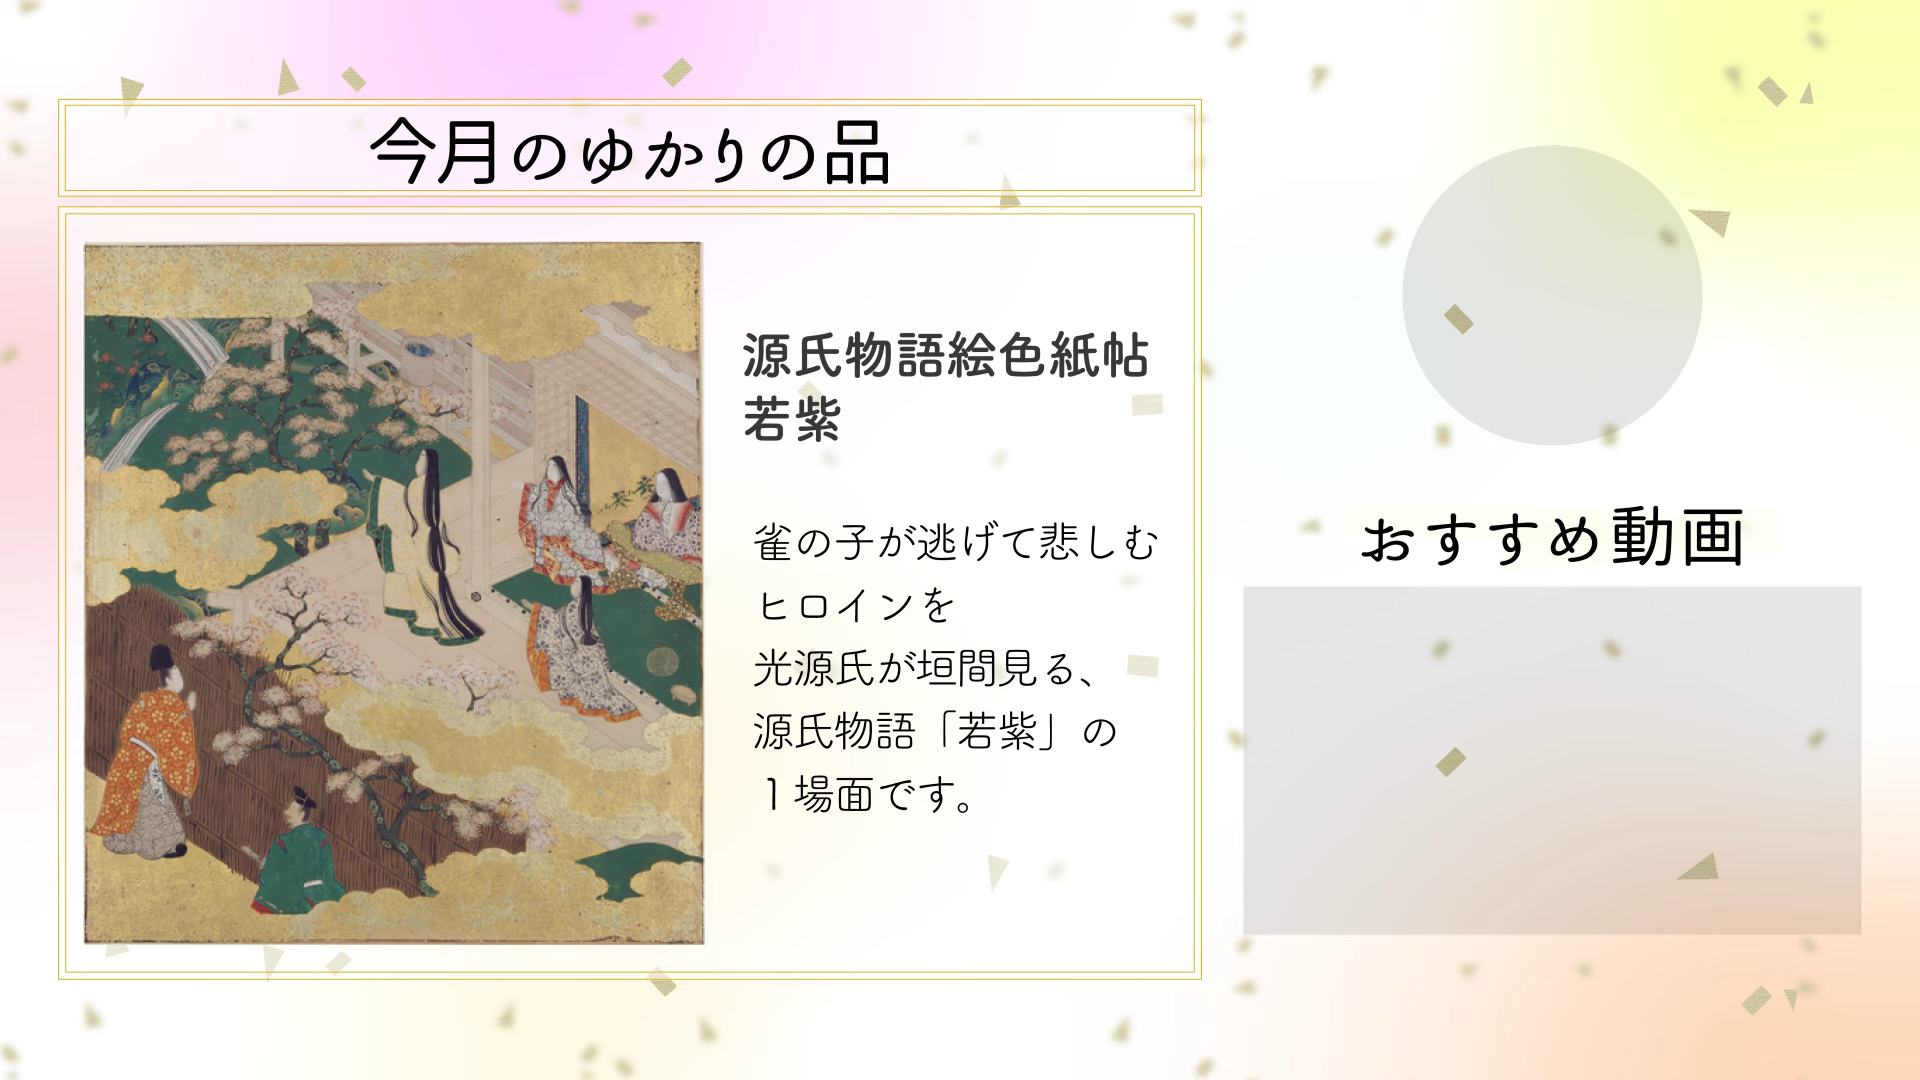 今月のゆかりの品
源氏物語絵色紙帖
若紫
雀の子が逃げて悲しむ
ヒロインを
光源氏が垣間見る、
源氏物語「若紫」の
１場面です。
おすすめ動画